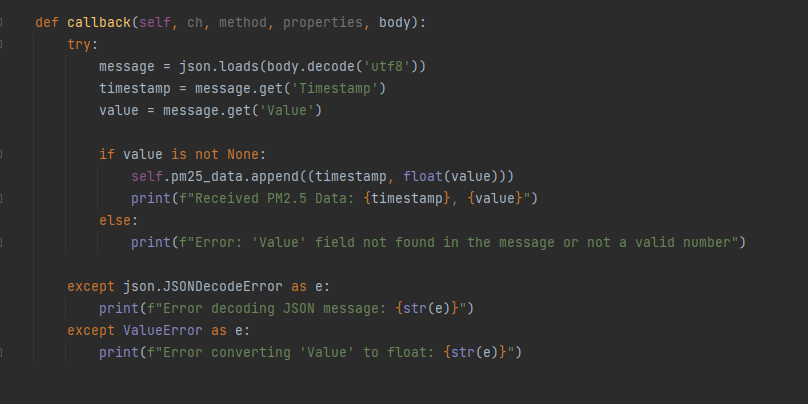 def callback(self, ch, method, properties, body):
    try:
        message = json.loads(body.decode('utf8'))
        timestamp = message.get('Timestamp')
        value = message.get('Value')

        if value is not None:
            self.pm25_data.append((timestamp, float(value)))
            print(f"Received PM2.5 Data: {timestamp}, {value}")
        else:
            print(f"Error: 'Value' field not found in the message or not a valid number")

    except json.JSONDecodeError as e:
        print(f"Error decoding JSON message: {str(e)}")
    except ValueError as e:
        print(f"Error converting 'Value' to float: {str(e)}")